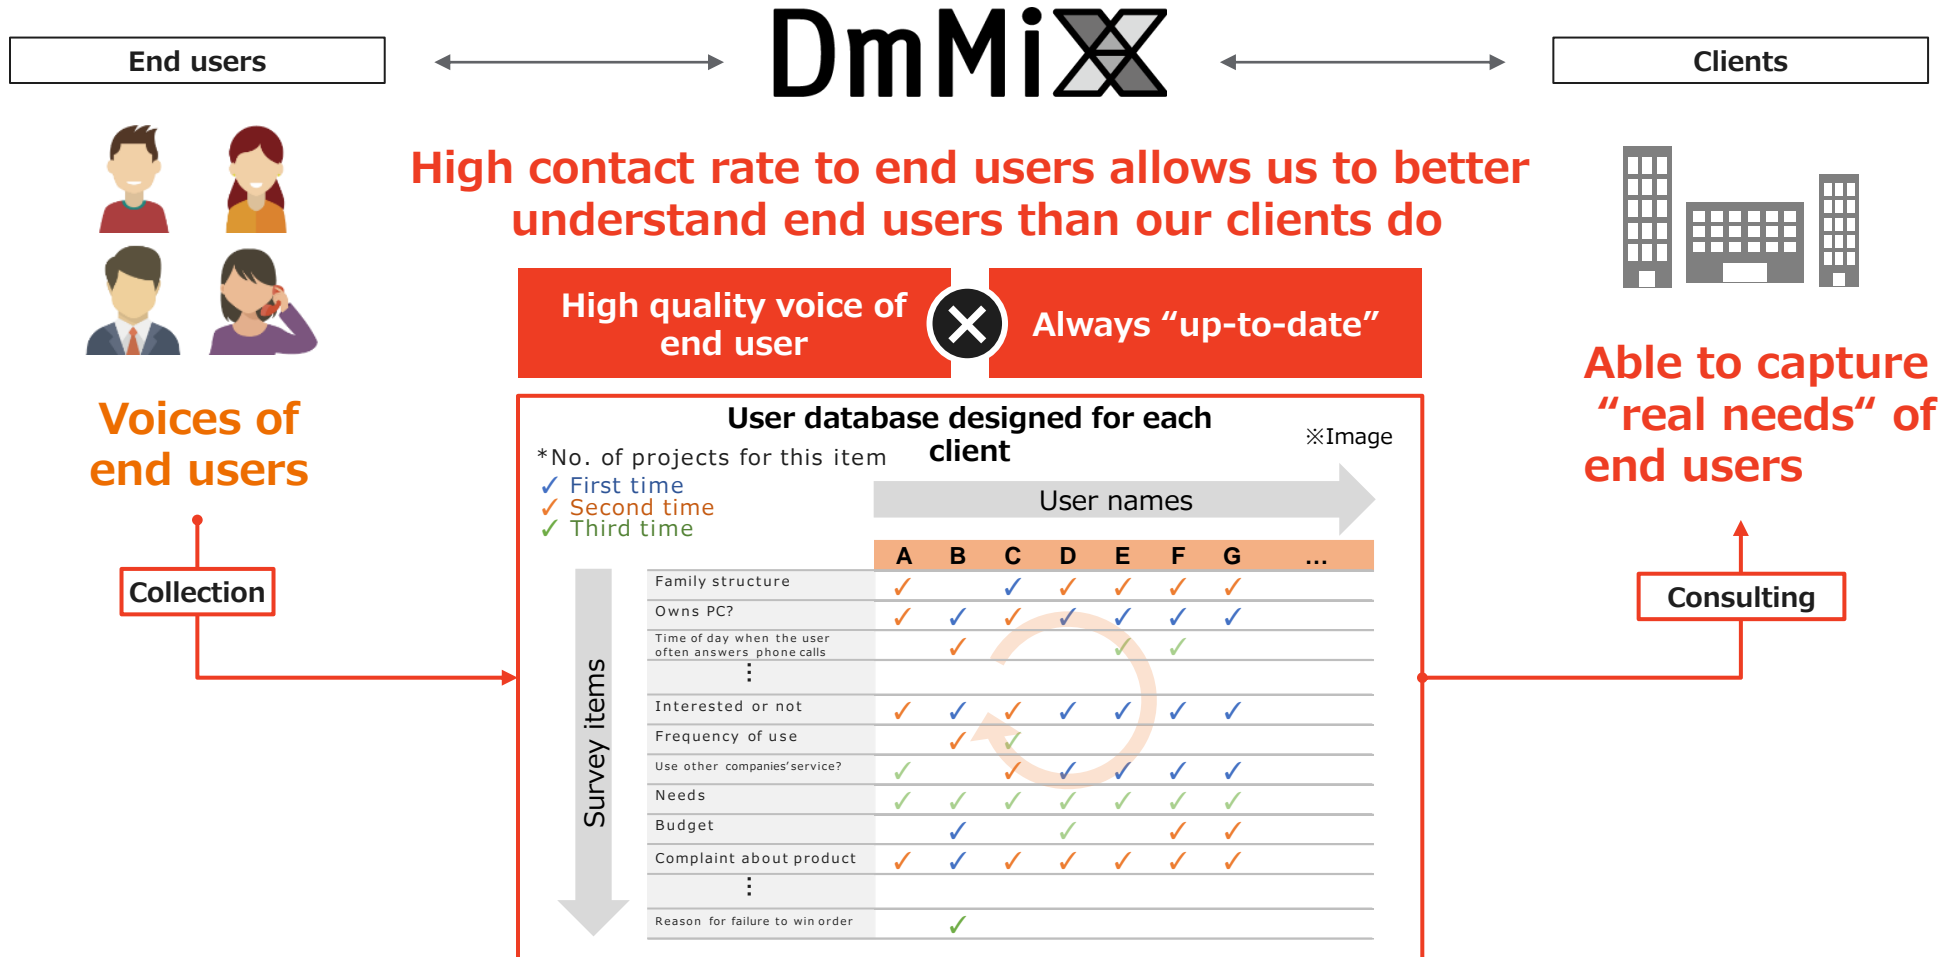 End users
DmMiX
Clients
High contact rate to end users allows us to better
understand end users than our clients do
High quality voice of
end user
Always “up-to-date”
Voices of
end users
Able to capture
“real needs“ of
end users
Collection
Consulting
User database designed for each
client
※Image
*No. of projects for this item
✓ First time
✓ Second time
✓ Third time
User names
A B C D E F G ...
Survey items
Family structure ✓ ✓ ✓ ✓ ✓ ✓
Owns PC? ✓ ✓ ✓ ✓ ✓ ✓ ✓
Time of day when the user
often answers phone calls ✓ ✓ ✓
⋮
Interested or not ✓ ✓ ✓ ✓ ✓ ✓ ✓
Frequency of use ✓ ✓
Use other companies’ service? ✓ ✓ ✓ ✓ ✓ ✓
Needs ✓ ✓ ✓ ✓ ✓ ✓ ✓
Budget ✓ ✓ ✓ ✓
Complaint about product ✓ ✓ ✓ ✓ ✓ ✓ ✓
⋮
Reason for failure to win order ✓